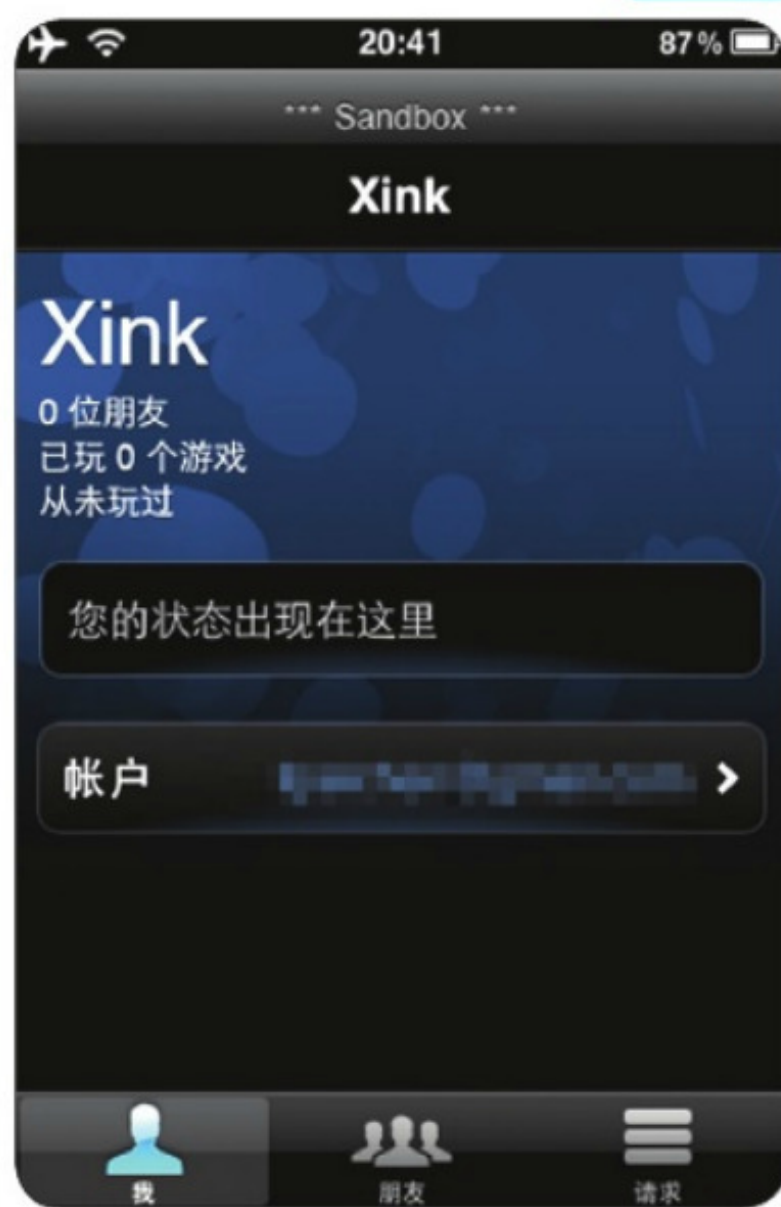 20:41
87%
*** Sandbox ***
Xink
Xink
0 位朋友
已玩 0 个游戏
从未玩过
您的状态出现在这里
帐户
我
朋友
请求